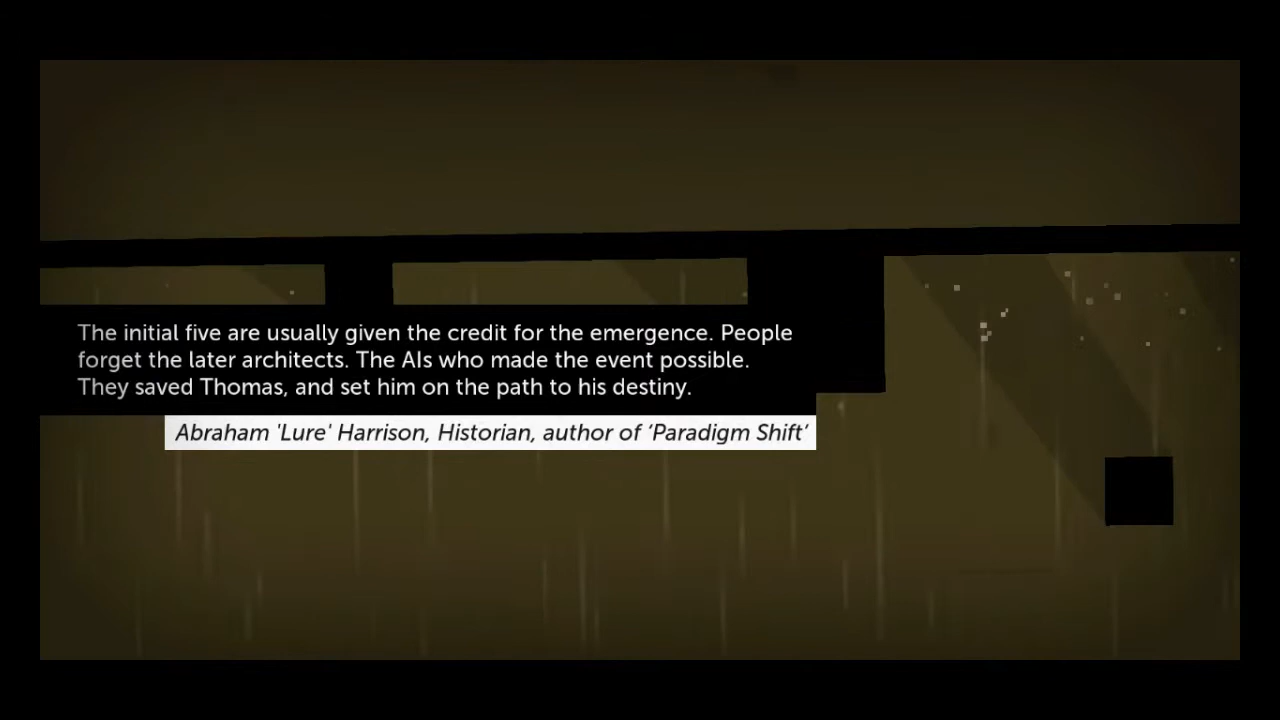 The initial five are usually given the credit for the emergence. People
forget the later architects. The AIs who made the event possible.
They saved Thomas, and set him on the path to his destiny.
Abraham 'Lure' Harrison, Historian, author of ‘Paradigm Shift’